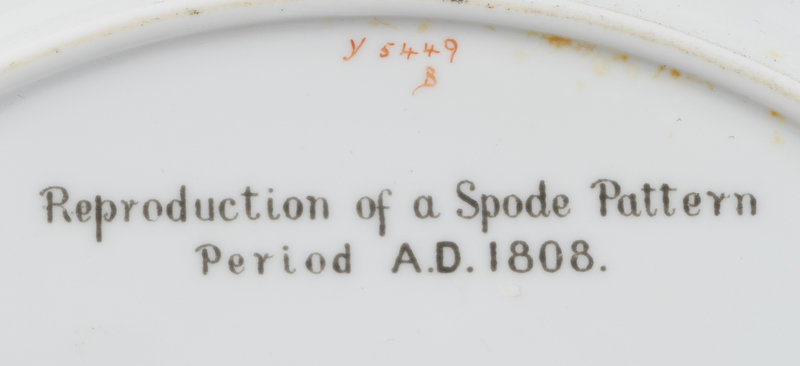 Y 5449
B
Reproduction of a Spode Pattern
Period A.D. 1808.